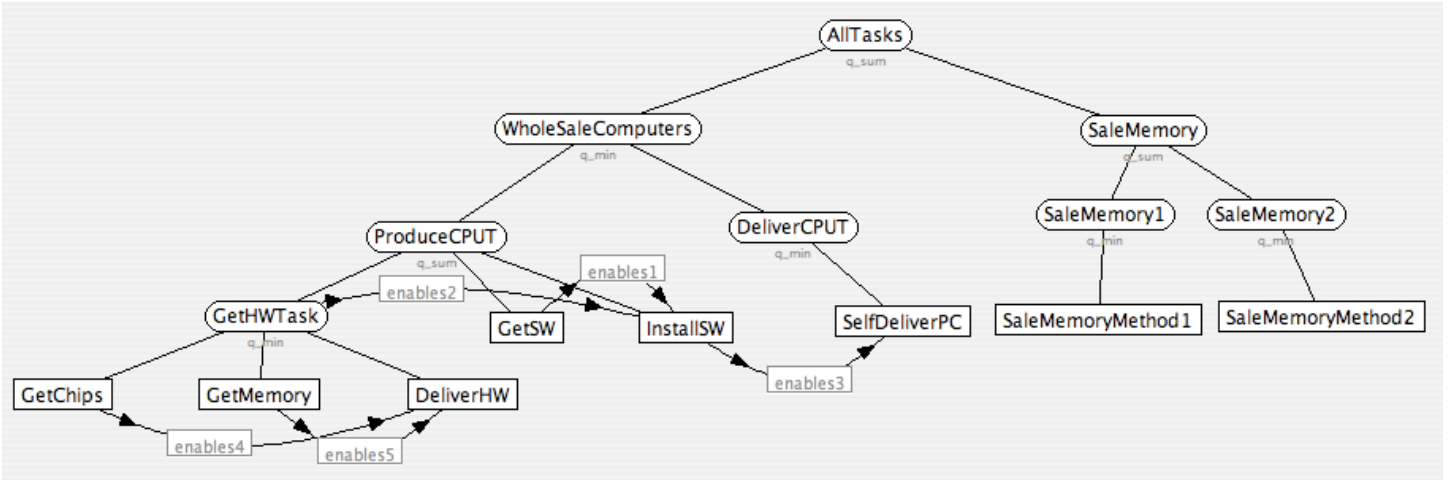 AllTasks
q_sum
WholeSaleComputers
q_min
SaleMemory
q_sum
ProduceCPUT
q_sum
DeliverCPUT
q_min
SaleMemory1
q_min
SaleMemory2
q_min
enables1
enables2
GetHWTask
q_min
GetSW
InstallSW
SelfDeliverPC
SaleMemoryMethod1
SaleMemoryMethod2
enables3
GetChips
GetMemory
DeliverHW
enables4
enables5